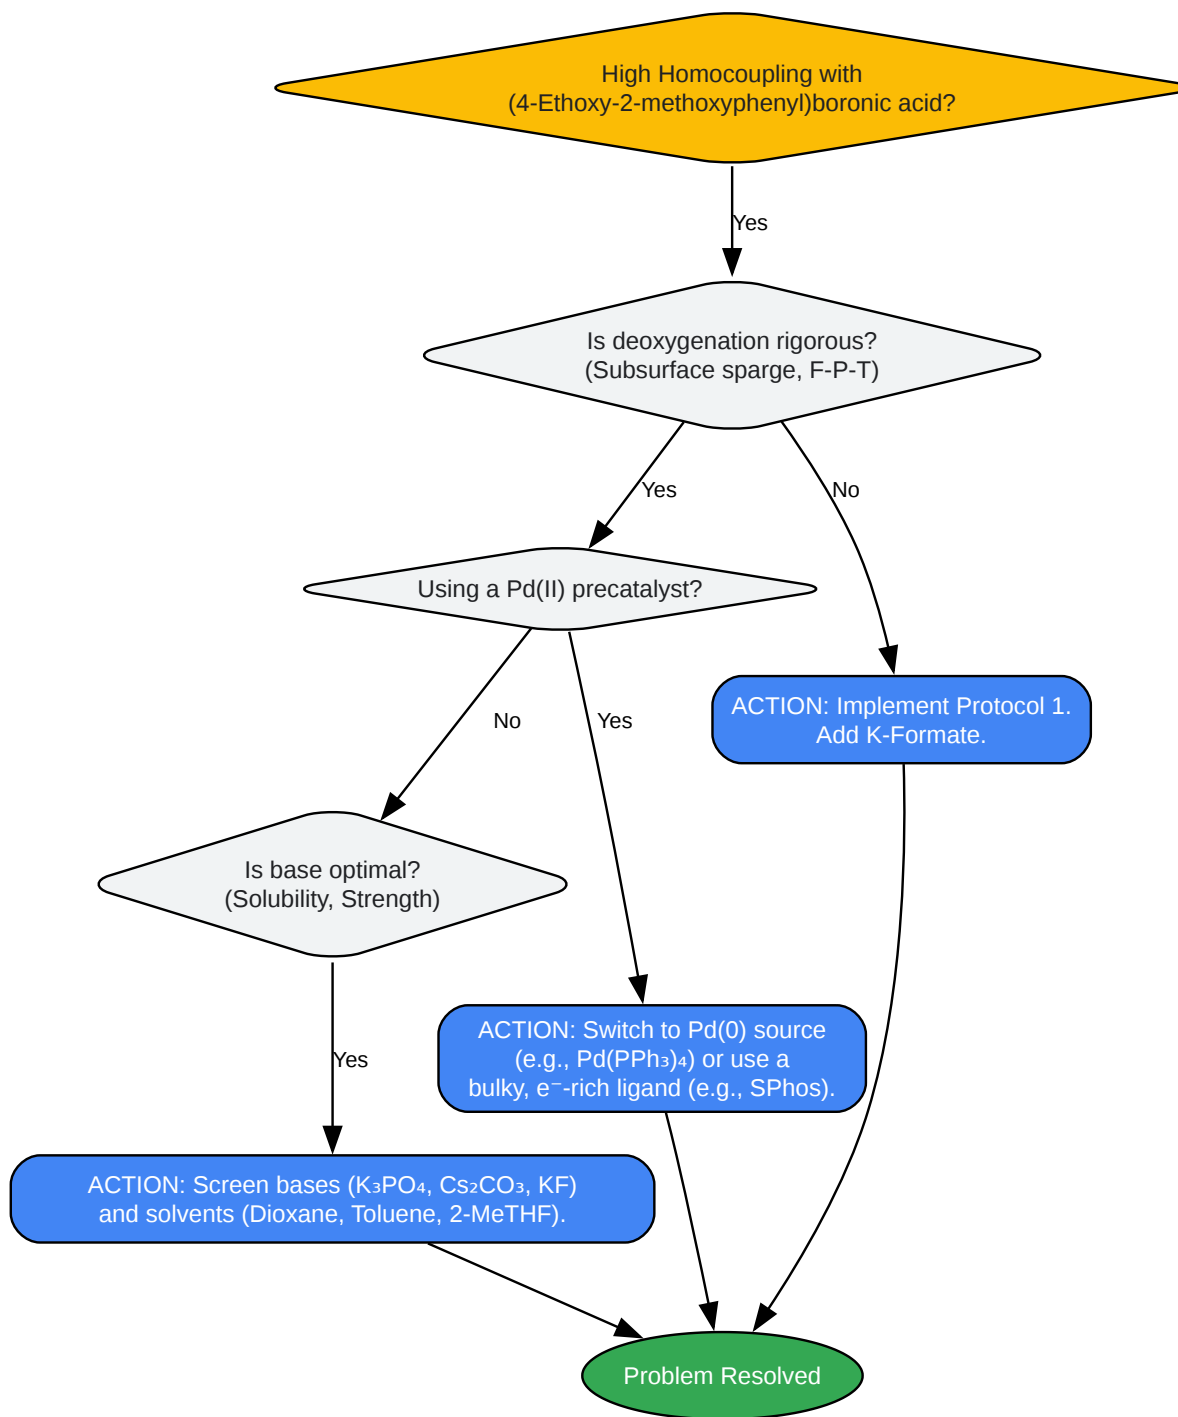 High Homocoupling with
(4-Ethoxy-2-methoxyphenyl)boronic acid?
Yes
Is deoxygenation rigorous?
(Subsurface sparge, F-P-T)
Yes
No
Using a Pd(II) precatalyst?
ACTION: Implement Protocol 1.
Add K-Formate.
No
Yes
Is base optimal?
(Solubility, Strength)
ACTION: Switch to Pd(0) source
(e.g., Pd(PPh₃)₄) or use a
bulky, e⁻-rich ligand (e.g., SPhos).
Yes
ACTION: Screen bases (K₃PO₄, Cs₂CO₃, KF)
and solvents (Dioxane, Toluene, 2-MeTHF).
Problem Resolved